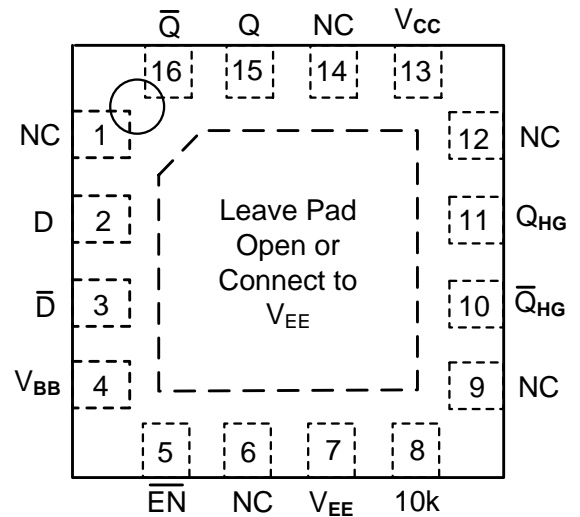 Q̅ Q NC VCC
16 15 14 13
NC 1 12 NC
D 2 Leave Pad 11 QHG
Open or
D̅ 3 Connect to 10 Q̅HG
VEE
VBB 4 9 NC
5 6 7 8
E̅N̅ NC VEE 10k